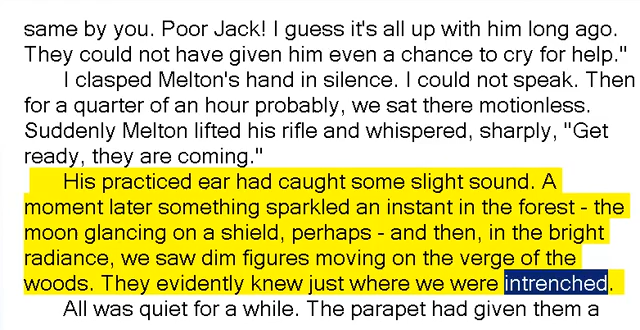 same by you. Poor Jack! I guess it's all up with him long ago.
They could not have given him even a chance to cry for help."
I clasped Melton's hand in silence. I could not speak. Then
for a quarter of an hour probably, we sat there motionless.
Suddenly Melton lifted his rifle and whispered, sharply, "Get
ready, they are coming."
His practiced ear had caught some slight sound. A
moment later something sparkled an instant in the forest - the
moon glancing on a shield, perhaps - and then, in the bright
radiance, we saw dim figures moving on the verge of the
woods. They evidently knew just where we were intrenched.
All was quiet for a while. The parapet had given them a